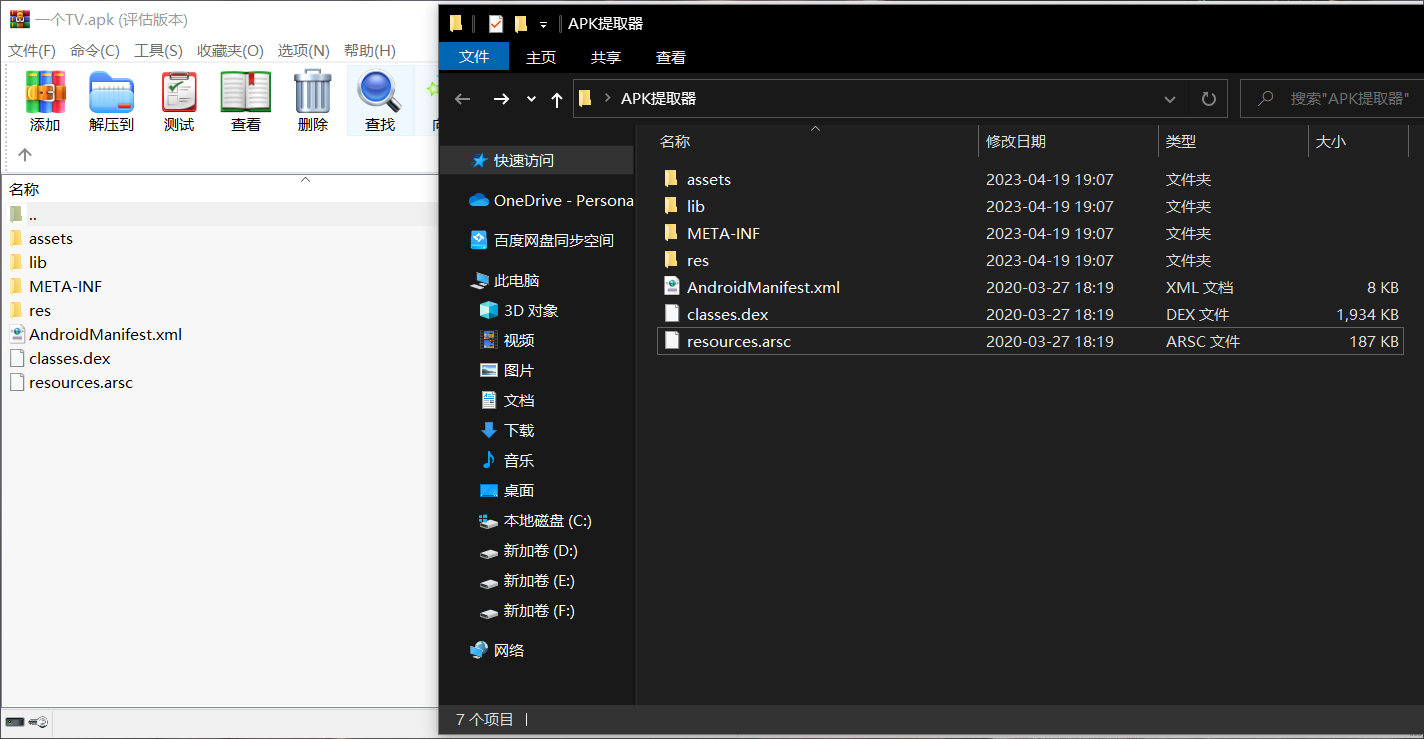 一个TV.apk (评估版本)
文件(F) 命令(C) 工具(S) 收藏夹(O) 选项(N) 帮助(H)
添加 解压到 测试 查看 删除 查找
名称
..
assets
lib
META-INF
res
AndroidManifest.xml
classes.dex
resources.arsc
APK提取器
文件 主页 共享 查看
APK提取器
搜索"APK提取器"
快速访问
OneDrive - Persona
百度网盘同步空间
此电脑
3D 对象
视频
图片
文档
下载
音乐
桌面
本地磁盘 (C:)
新加卷 (D:)
新加卷 (E:)
新加卷 (F:)
网络
名称 修改日期 类型 大小
assets 2023-04-19 19:07 文件夹
lib 2023-04-19 19:07 文件夹
META-INF 2023-04-19 19:07 文件夹
res 2023-04-19 19:07 文件夹
AndroidManifest.xml 2020-03-27 18:19 XML 文档 8 KB
classes.dex 2020-03-27 18:19 DEX 文件 1,934 KB
resources.arsc 2020-03-27 18:19 ARSC 文件 187 KB
7 个项目